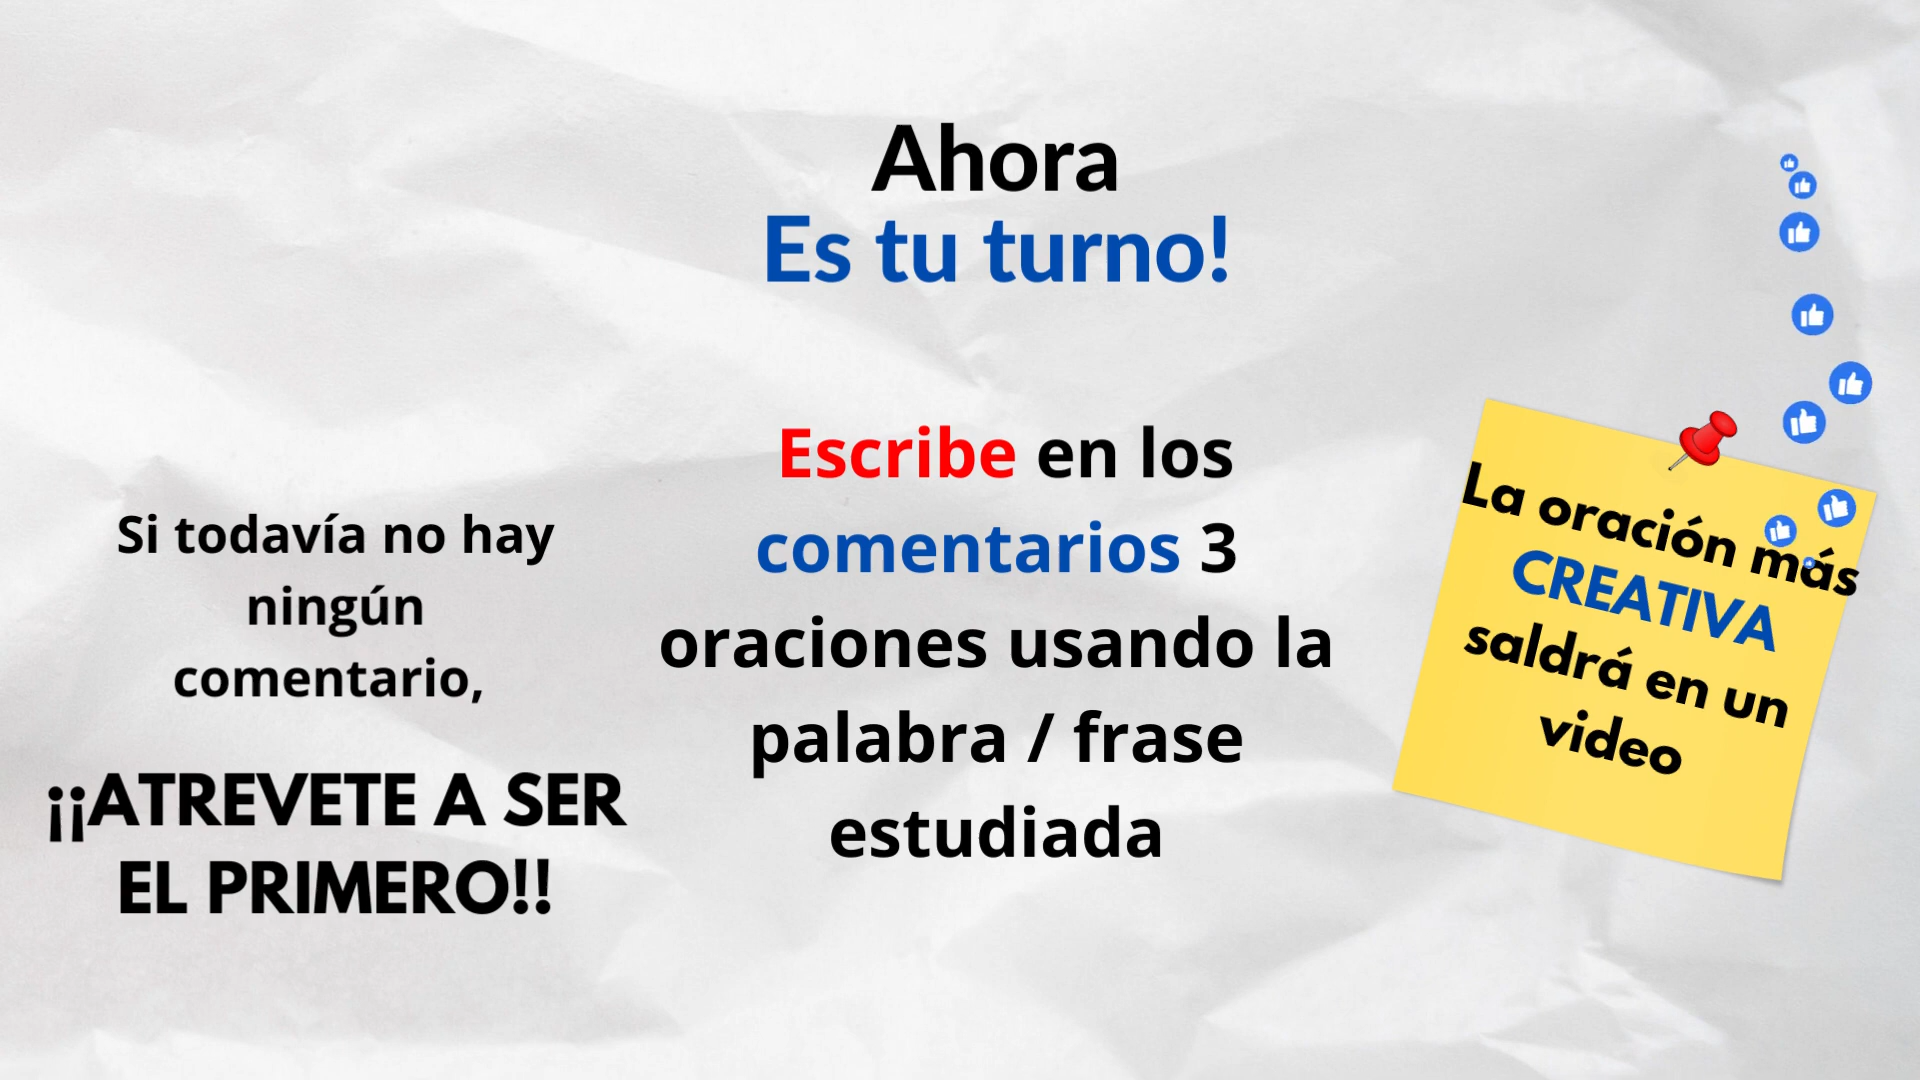 Ahora
Es tu turno!
Si todavía no hay
ningún
comentario,
¡¡ATREVETE A SER
EL PRIMERO!!
Escribe en los
comentarios 3
oraciones usando la
palabra / frase
estudiada
La oración más
CREATIVA
saldrá en un
video